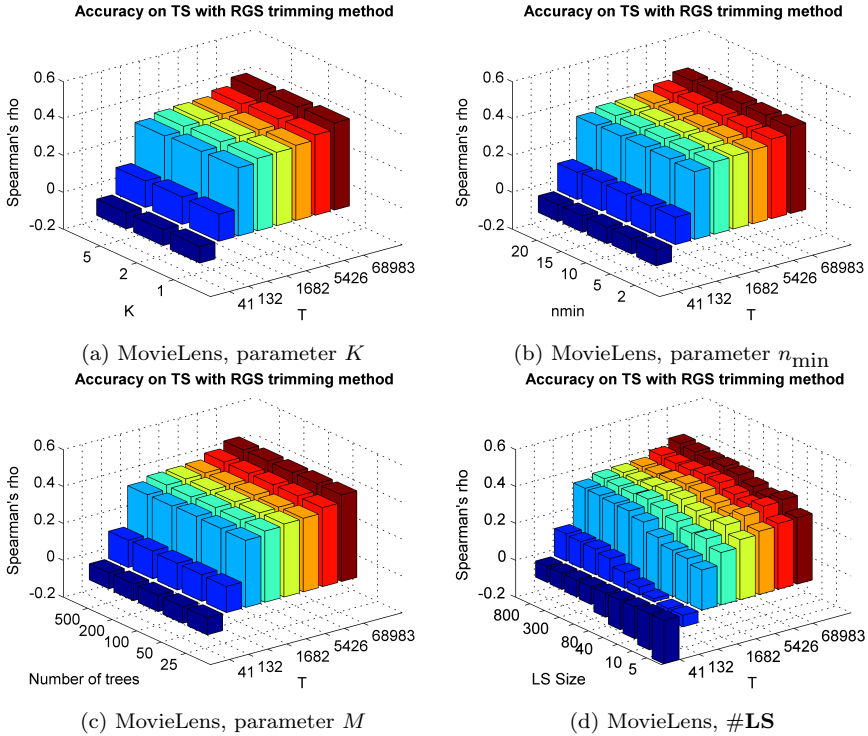 Accuracy on TS with RGS trimming method
0.6
0.4
0.2
0
-0.2
Spearman's rho
5
2
1
K
41
132
1682
5426
68983
T
(a) MovieLens, parameter K
Accuracy on TS with RGS trimming method
0.6
0.4
0.2
0
-0.2
Spearman's rho
20
15
10
5
2
nmin
41
132
1682
5426
68983
T
(b) MovieLens, parameter nmin
Accuracy on TS with RGS trimming method
0.6
0.4
0.2
0
-0.2
Spearman's rho
500
200
100
50
25
Number of trees
41
132
1682
5426
68983
T
(c) MovieLens, parameter M
Accuracy on TS with RGS trimming method
0.6
0.4
0.2
0
-0.2
Spearman's rho
800
300
80
40
10
5
LS Size
41
132
1682
5426
68983
T
(d) MovieLens, #LS